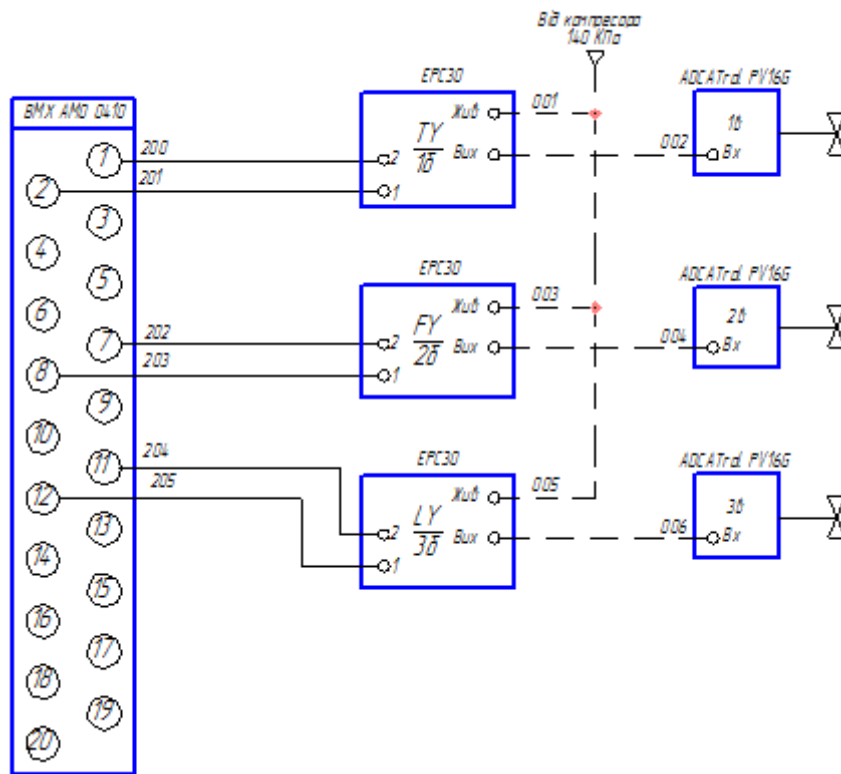 Від компресора
140 КПа
BMX AMO 0410
1
2
3
4
5
6
7
8
9
10
11
12
13
14
15
16
17
18
19
20
200
201
202
203
204
205
EPC30
TY
1б
Жив
Вих
2
1
001
002
ADCATrol PV16G
1в
Вх
EPC30
FY
2б
Жив
Вих
2
1
003
004
ADCATrol PV16G
2в
Вх
EPC30
LY
3б
Жив
Вих
2
1
005
006
ADCATrol PV16G
3в
Вх